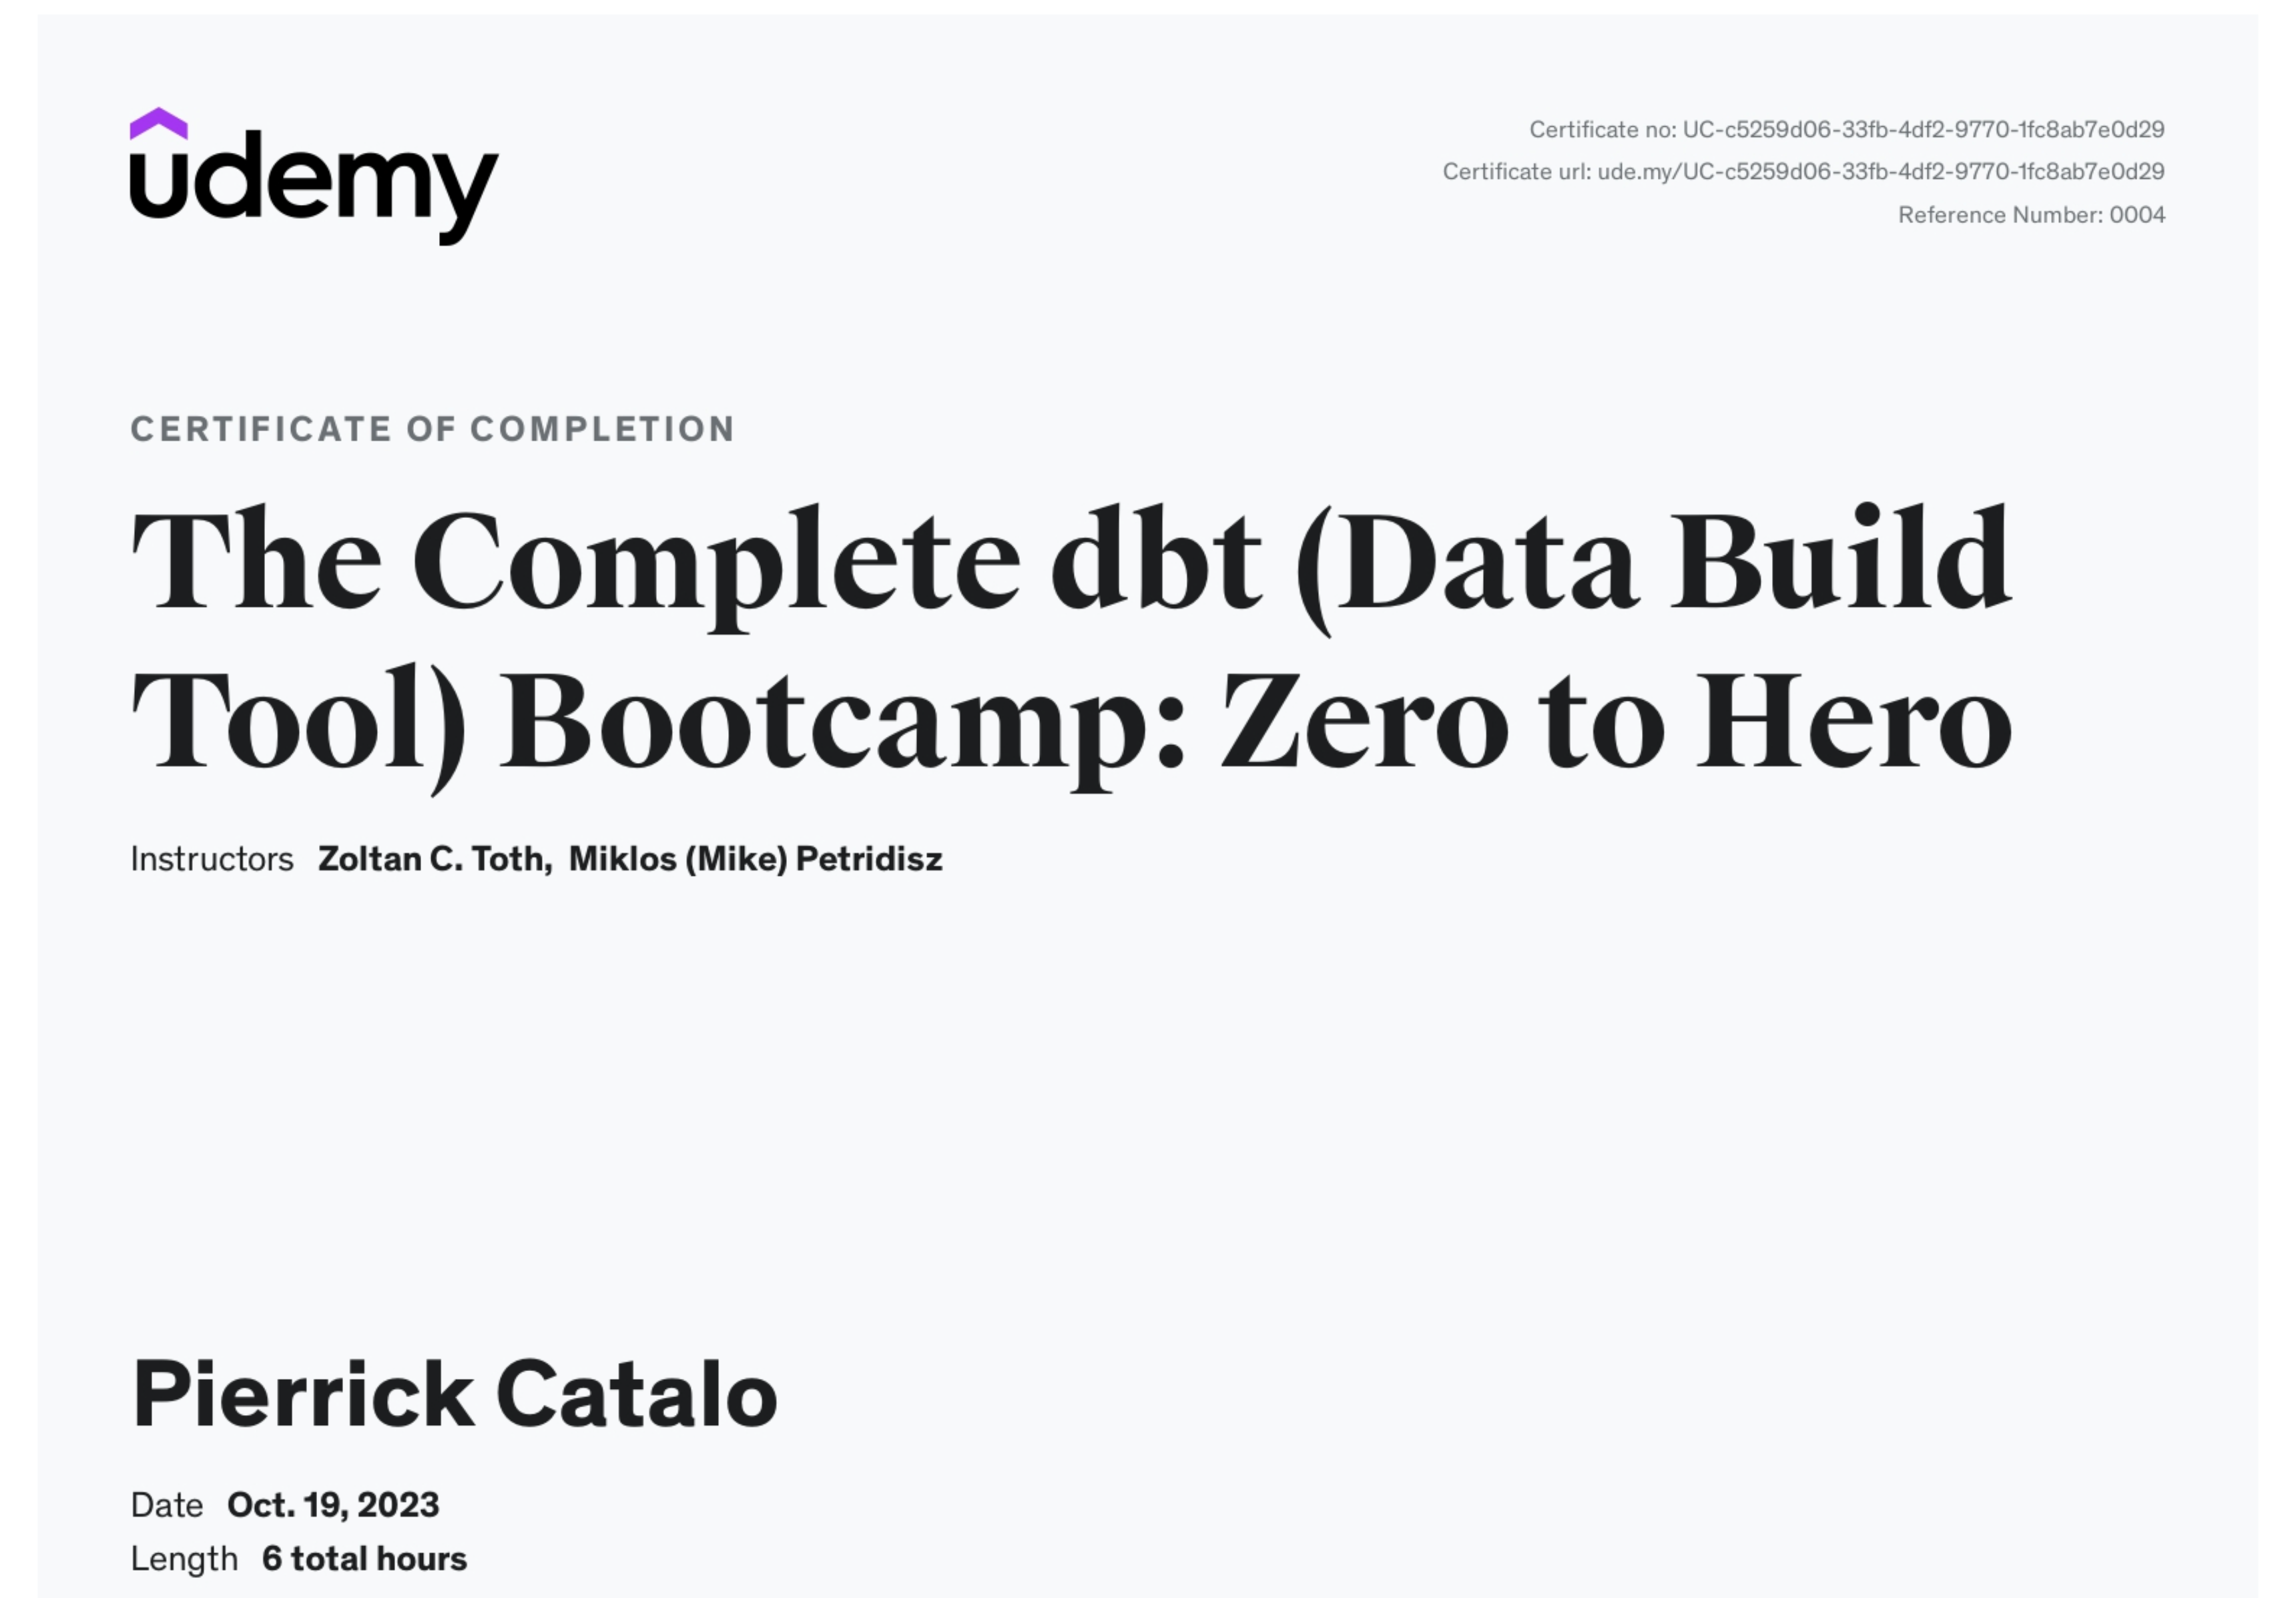 udemy
Certificate no: UC-c5259d06-33fb-4df2-9770-1fc8ab7e0d29
Certificate url: ude.my/UC-c5259d06-33fb-4df2-9770-1fc8ab7e0d29
Reference Number: 0004
CERTIFICATE OF COMPLETION
The Complete dbt (Data Build
Tool) Bootcamp: Zero to Hero
Instructors Zoltan C. Toth, Miklos (Mike) Petridisz
Pierrick Catalo
Date Oct. 19, 2023
Length 6 total hours